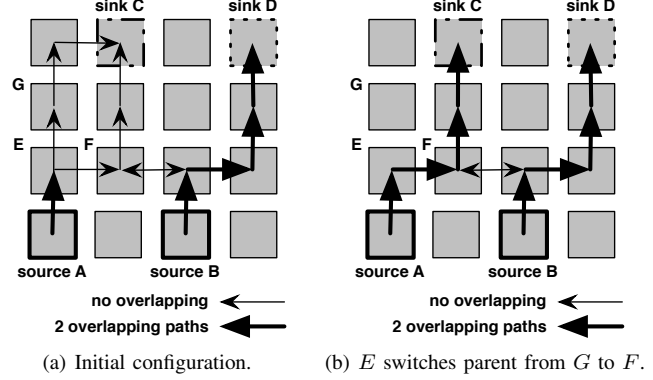 sink C
sink D
G
E
F
source A
source B
no overlapping
2 overlapping paths
(a) Initial configuration.
sink C
sink D
G
E
F
source A
source B
no overlapping
2 overlapping paths
(b) E switches parent from G to F.